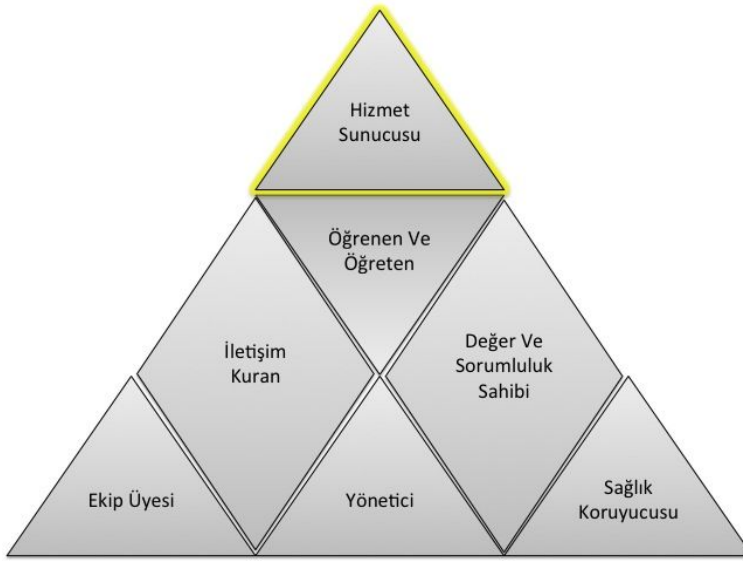 Hizmet
Sunucusu
Öğrenen Ve
Öğreten
İletişim
Kuran
Değer Ve
Sorumluluk
Sahibi
Ekip Üyesi
Yönetici
Sağlık
Koruyucusu